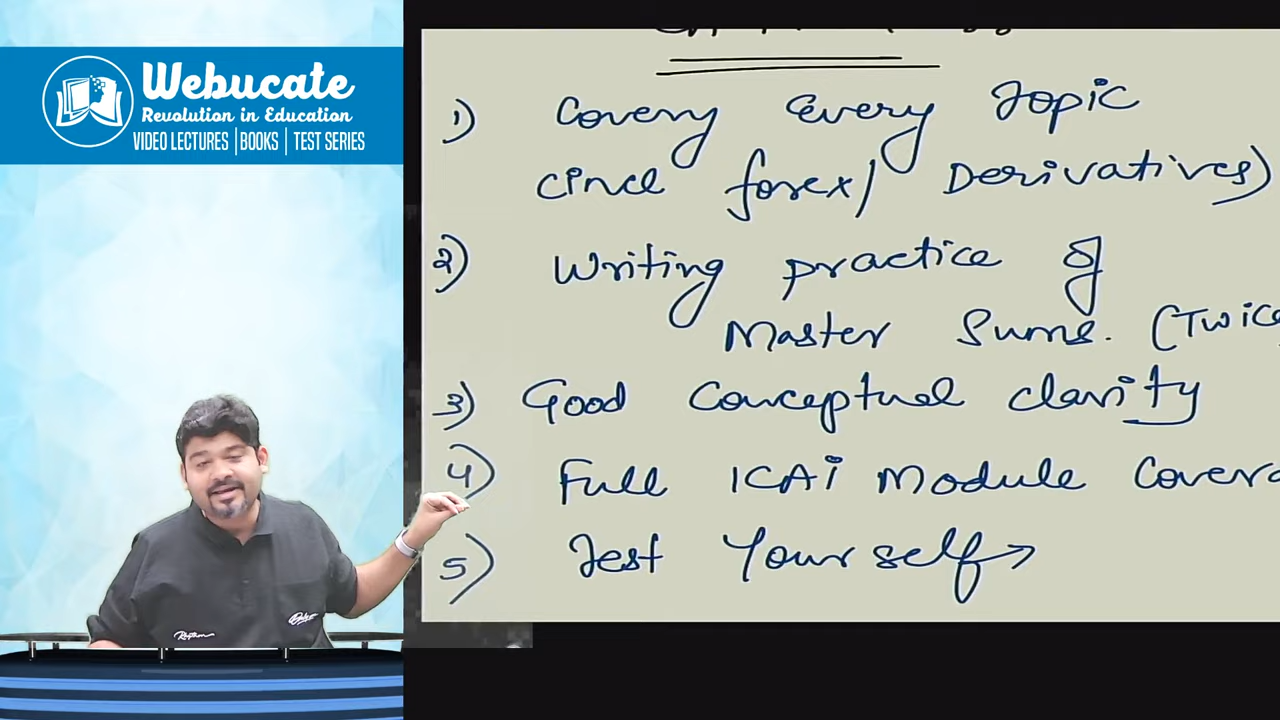 Webucate
Revolution in Education
VIDEO LECTURES | BOOKS | TEST SERIES
1) Covery Every Topic
(incl forex/ Derivatives)
2) Writing practice of
Master Sums. (Twice
3) Good Conceptual clarity
4) Full ICAI Module Covera
5) Test Yourself →